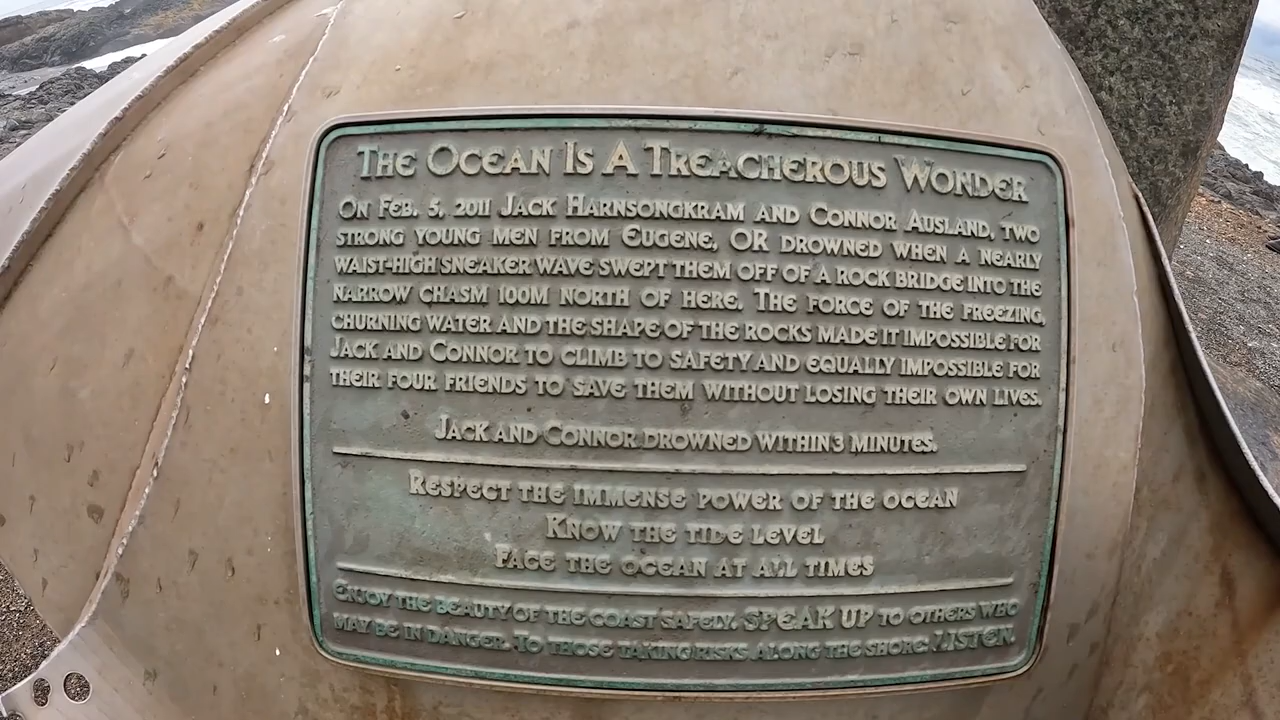 The Ocean Is A Treacherous Wonder
On Feb. 5, 2011 Jack Harnsongkram and Connor Ausland, two
strong young men from Eugene, OR drowned when a nearly
waist-high sneaker wave swept them off of a rock bridge into the
narrow chasm 100m north of here. The force of the freezing,
churning water and the shape of the rocks made it impossible for
Jack and Connor to climb to safety and equally impossible for
their four friends to save them without losing their own lives.
Jack and Connor drowned within 3 minutes.
Respect the immense power of the ocean
Know the tide level
Face the ocean at all times
Enjoy the beauty of the coast safely. SPEAK UP to others who
may be in danger. To those taking risks along the shore: LISTEN.